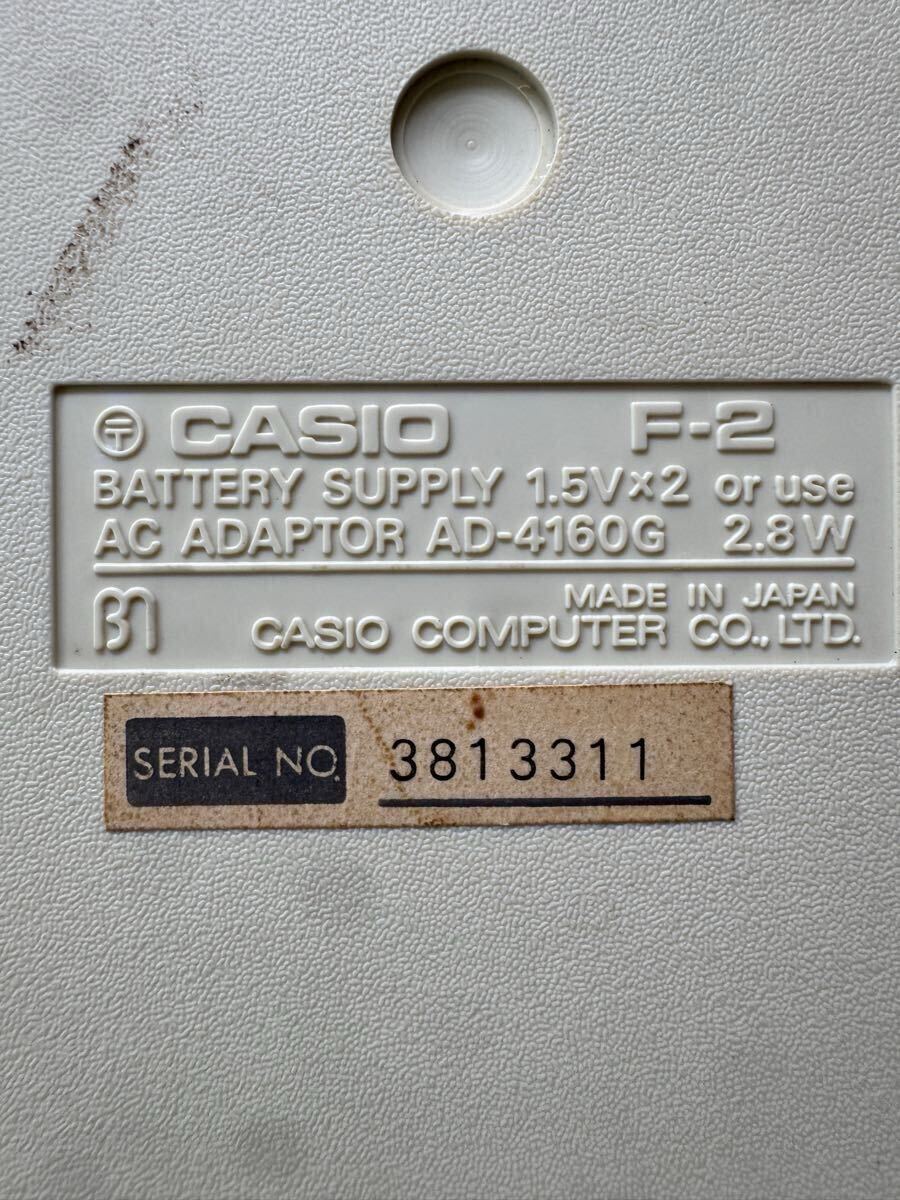 〒 CASIO F-2
BATTERY SUPPLY 1.5V×2 or use
AC ADAPTOR AD-4160G 2.8W
MADE IN JAPAN
CASIO COMPUTER CO., LTD.
SERIAL NO. 3813311